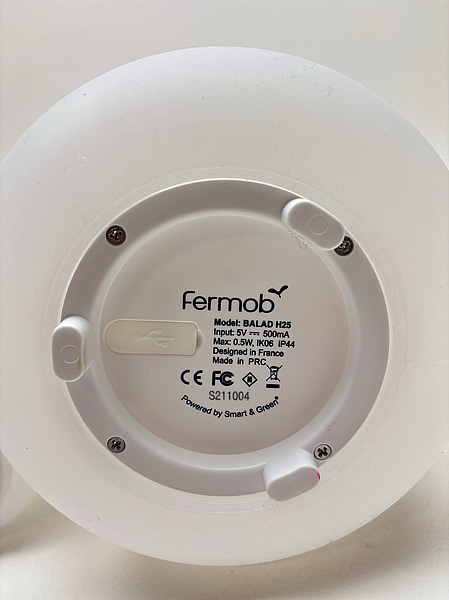 Fermob
Model: BALAD H25
Input: 5V ⎓ 500mA
Max: 0.5W, IK06 IP44
Designed in France
Made in PRC
CE FC
S211004
Powered by Smart & Green®